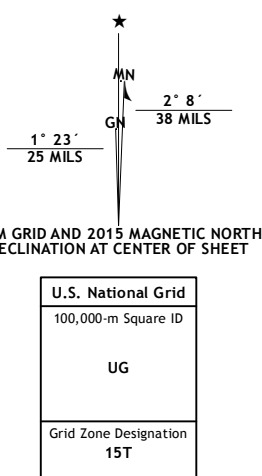 ★
MN
GN
2° 8´
38 MILS
1° 23´
25 MILS
M GRID AND 2015 MAGNETIC NORTH
ECLINATION AT CENTER OF SHEET
U.S. National Grid
100,000-m Square ID
UG
Grid Zone Designation
15T